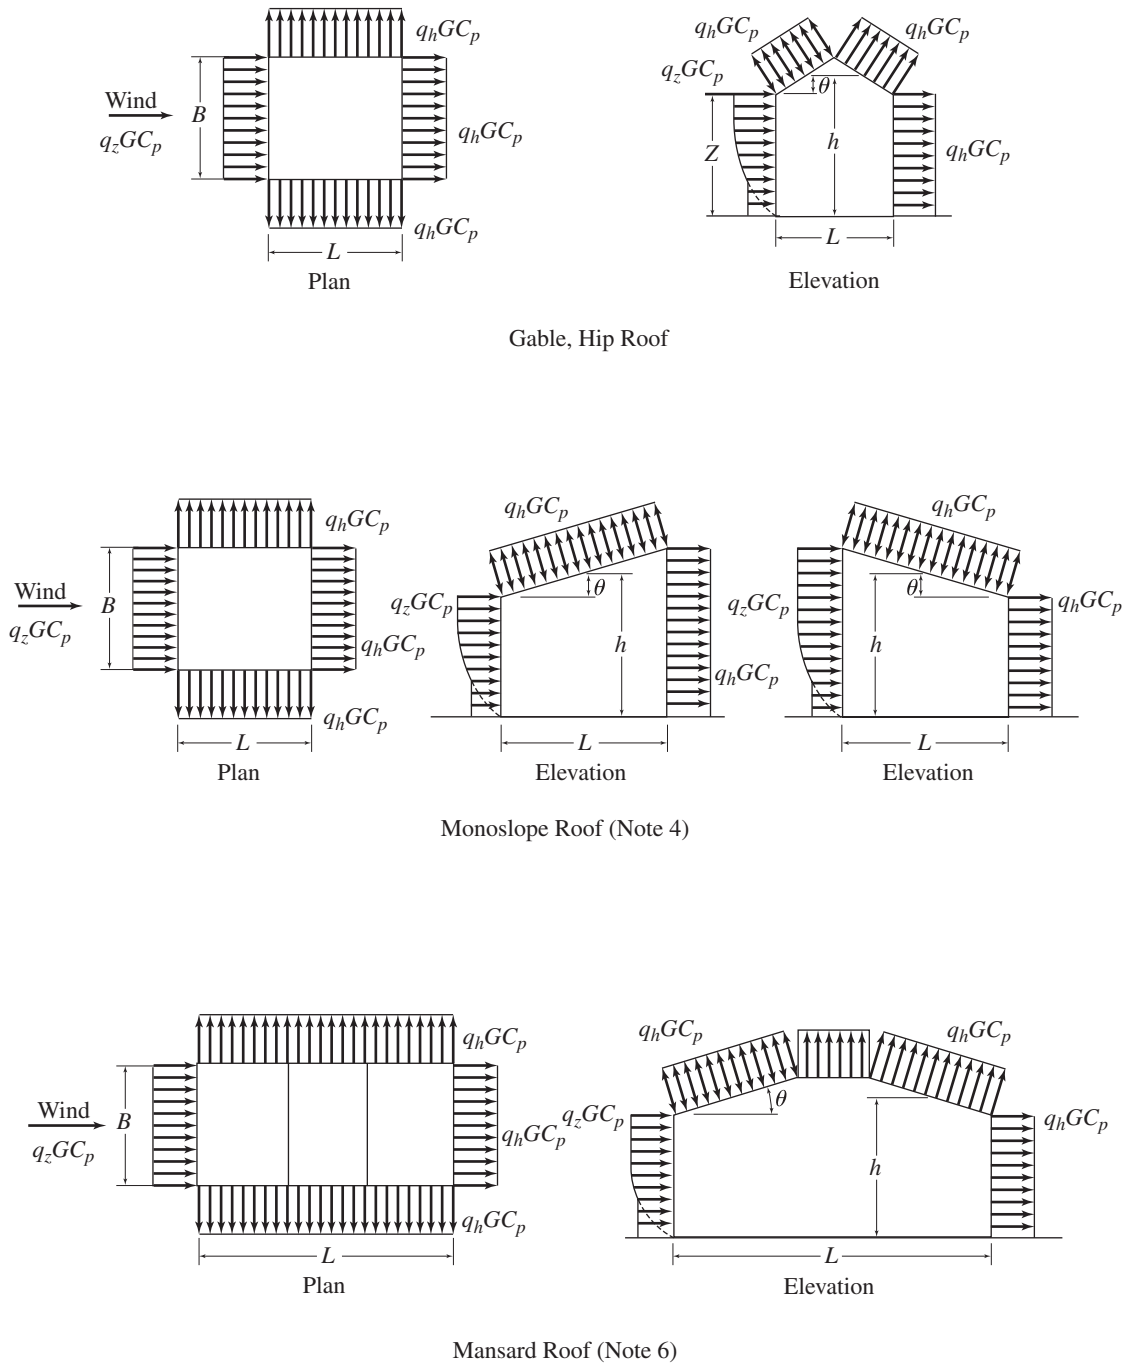 q_hGC_p
Wind
q_zGC_p
B
q_hGC_p
q_hGC_p
L
Plan
q_hGC_p
q_hGC_p
q_zGC_p
θ
Z
h
q_hGC_p
L
Elevation
Gable, Hip Roof
q_hGC_p
Wind
q_zGC_p
B
q_hGC_p
q_hGC_p
L
Plan
q_hGC_p
q_zGC_p
θ
h
q_hGC_p
L
Elevation
q_hGC_p
q_zGC_p
θ
h
q_hGC_p
L
Elevation
Monoslope Roof (Note 4)
q_hGC_p
Wind
q_zGC_p
B
q_hGC_p
q_hGC_p
L
Plan
q_hGC_p
q_hGC_p
q_zGC_p
θ
h
q_hGC_p
L
Elevation
Mansard Roof (Note 6)